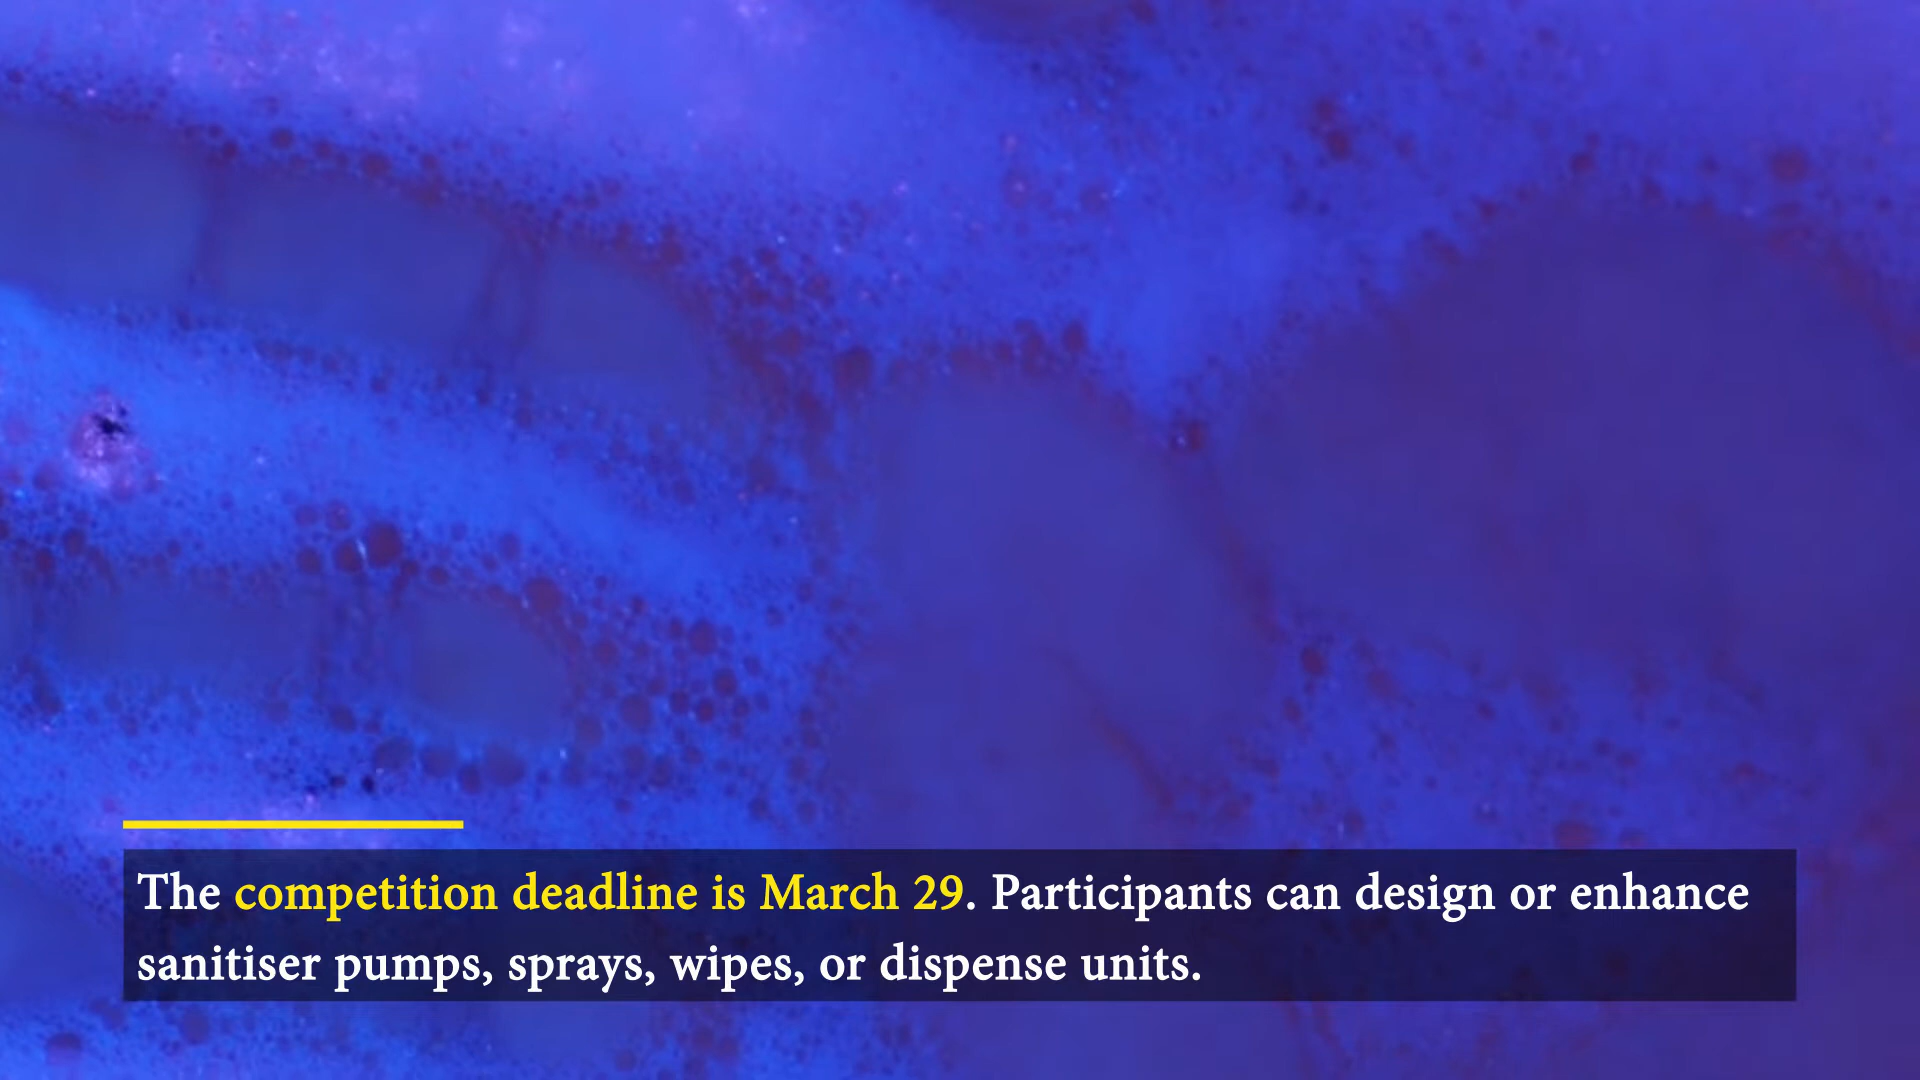 The competition deadline is March 29. Participants can design or enhance
sanitiser pumps, sprays, wipes, or dispense units.